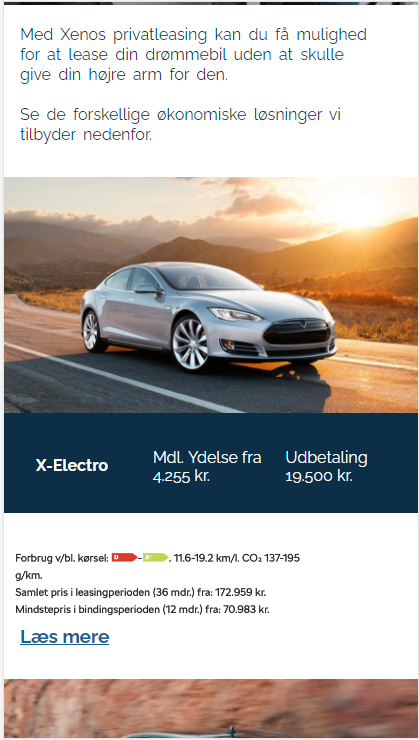 Med Xenos privatleasing kan du få mulighed
for at lease din drømmebil uden at skulle
give din højre arm for den.
Se de forskellige økonomiske løsninger vi
tilbyder nedenfor.
X-Electro
Mdl. Ydelse fra
4.255 kr.
Udbetaling
19.500 kr.
Forbrug v/bl. kørsel: D - A+, 11.6-19.2 km/l. CO₂ 137-195
g/km.
Samlet pris i leasingperioden (36 mdr.) fra: 172.959 kr.
Mindstepris i bindingsperioden (12 mdr.) fra: 70.983 kr.
Læs mere